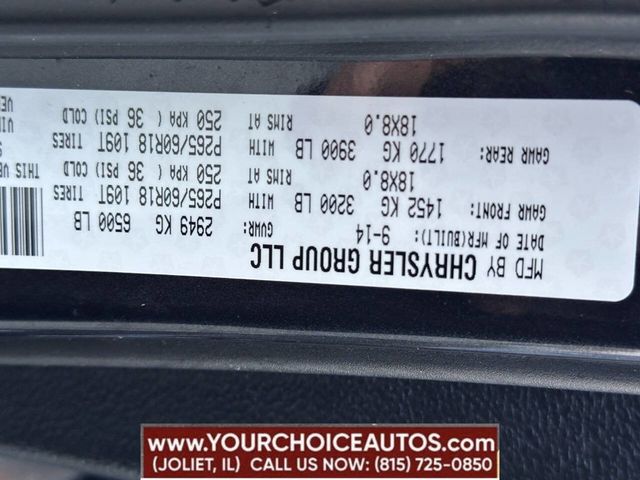 MFD BY CHRYSLER GROUP LLC
DATE OF MFR(BUILT): 9-14 GVWR: 2949 KG 6500 LB
GAWR FRONT: 1452 KG 3200 LB WITH P265/60R18 109T TIRES
18X8.0 RIMS AT 250 KPA ( 36 PSI) COLD
GAWR REAR: 1770 KG 3900 LB WITH P265/60R18 109T TIRES
18X8.0 RIMS AT 250 KPA ( 36 PSI) COLD
THIS
WWW.YOURCHOICEAUTOS.COM
(JOLIET, IL) CALL US NOW: (815) 725-0850